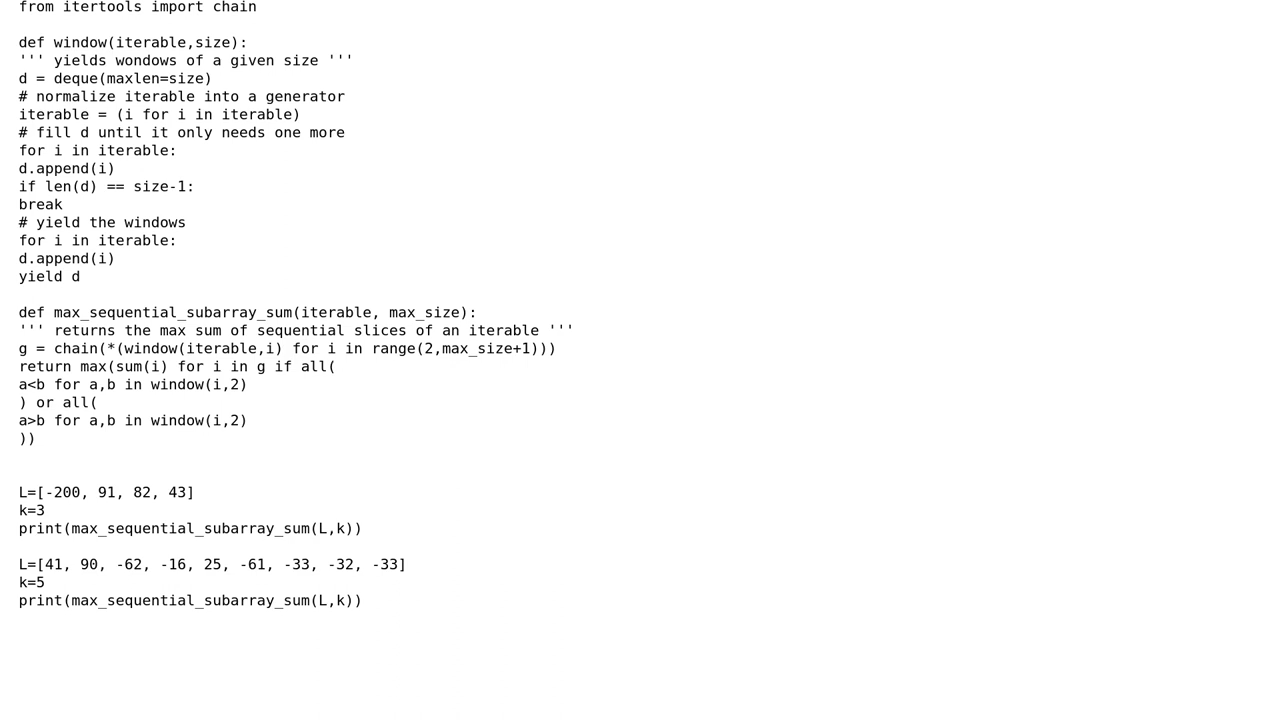 from itertools import chain
def window(iterable,size):
''' yields wondows of a given size '''
d = deque(maxlen=size)
# normalize iterable into a generator
iterable = (i for i in iterable)
# fill d until it only needs one more
for i in iterable:
d.append(i)
if len(d) == size-1:
break
# yield the windows
for i in iterable:
d.append(i)
yield d
def max_sequential_subarray_sum(iterable, max_size):
''' returns the max sum of sequential slices of an iterable '''
g = chain(*(window(iterable,i) for i in range(2,max_size+1)))
return max(sum(i) for i in g if all(
a<b for a,b in window(i,2)
) or all(
a>b for a,b in window(i,2)
))
L=[-200, 91, 82, 43]
k=3
print(max_sequential_subarray_sum(L,k))
L=[41, 90, -62, -16, 25, -61, -33, -32, -33]
k=5
print(max_sequential_subarray_sum(L,k))